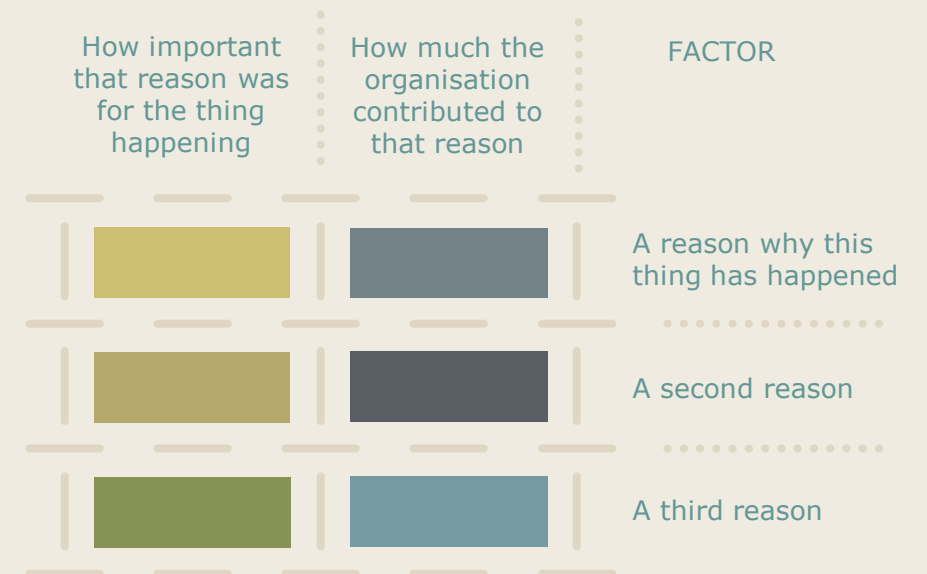 How important
that reason was
for the thing
happening
How much the
organisation
contributed to
that reason
FACTOR
A reason why this
thing has happened
A second reason
A third reason